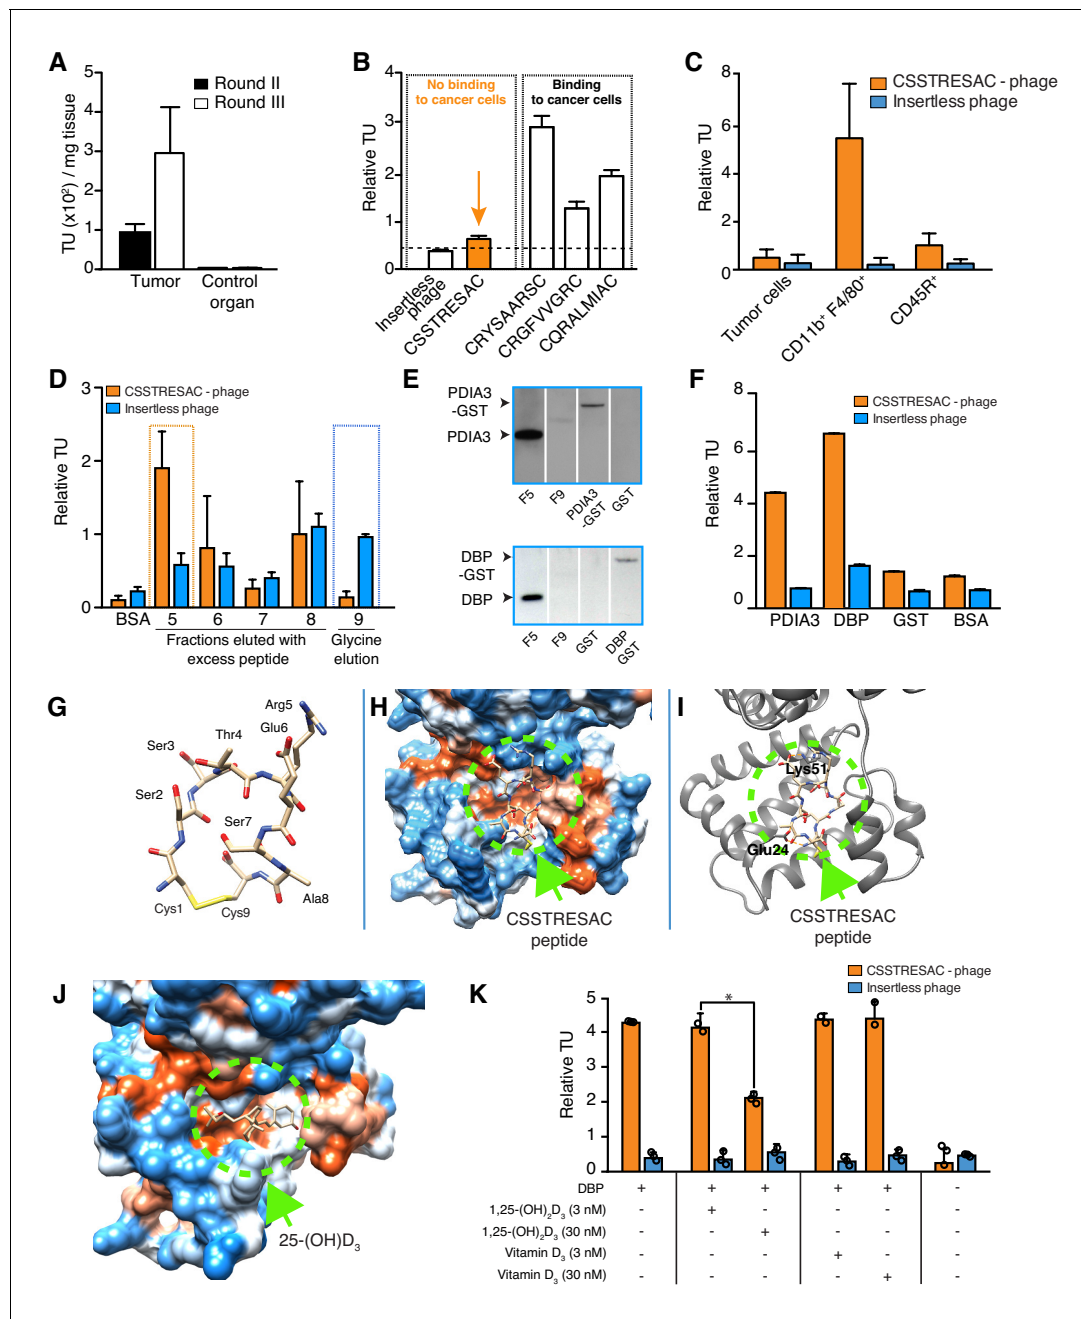 A
TU (x10²) / mg tissue
5
4
3
2
1
0
Round II
Round III
Tumor
Control
organ
B
Relative TU
4
3
2
1
0
No binding
to cancer cells
Binding
to cancer cells
Insertless
phage
CSSTRESAC
CRYSAARSC
CRGFVVGRC
CQRALMIAC
C
Relative TU
8
6
4
2
0
CSSTRESAC - phage
Insertless phage
Tumor cells
CD11b⁺ F4/80⁺
CD45R⁺
D
Relative TU
3
2
1
0
CSSTRESAC - phage
Insertless phage
BSA
5
6
7
8
9
Fractions eluted with
excess peptide
Glycine
elution
E
PDIA3
-GST
PDIA3
F5
F9
PDIA3
-GST
GST
DBP
-GST
DBP
F5
F9
GST
DBP
GST
F
Relative TU
8
6
4
2
0
CSSTRESAC - phage
Insertless phage
PDIA3
DBP
GST
BSA
G
Arg5
Glu6
Thr4
Ser3
Ser2
Ser7
Cys1
Cys9
Ala8
H
CSSTRESAC
peptide
I
Lys51
Glu24
CSSTRESAC
peptide
J
25-(OH)D₃
K
CSSTRESAC - phage
Insertless phage
Relative TU
5
4
3
2
1
0
*
DBP + + + + + -
1,25-(OH)₂D₃ (3 nM) - + - - - -
1,25-(OH)₂D₃ (30 nM) - - + - - -
Vitamin D₃ (3 nM) - - - + - -
Vitamin D₃ (30 nM) - - - - + -